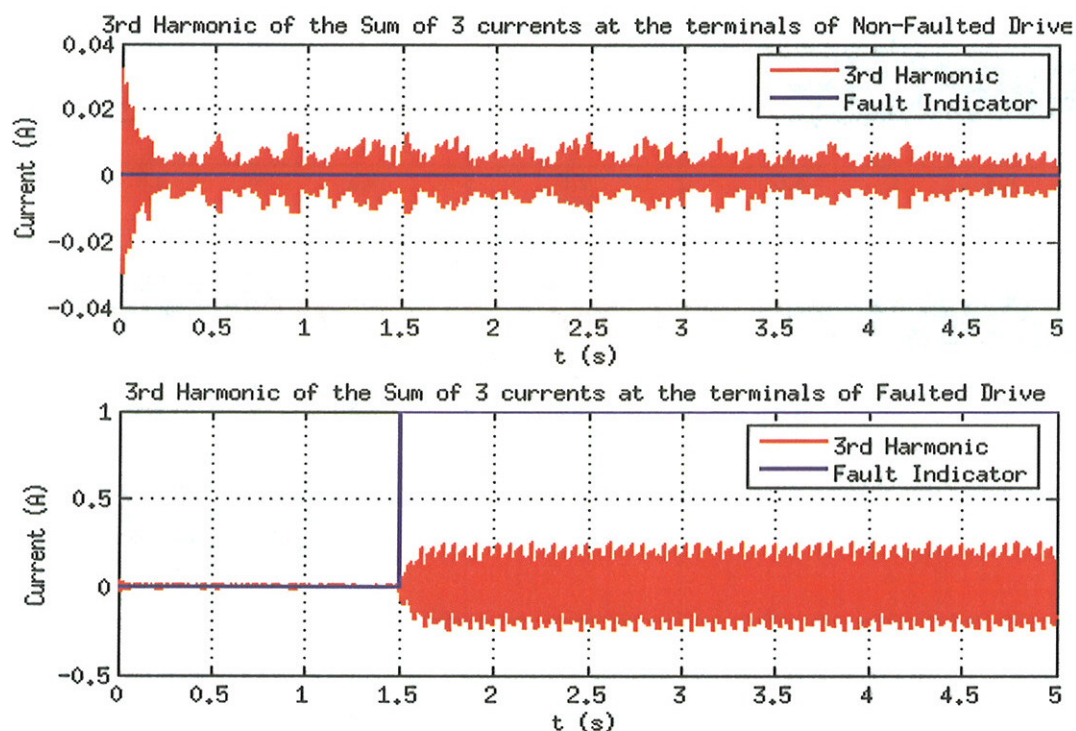 3rd Harmonic of the Sum of 3 currents at the terminals of Non-Faulted Drive
0.04
3rd Harmonic
Fault Indicator
0.02
0
-0.02
-0.04
Current (A)
0 0.5 1 1.5 2 2.5 3 3.5 4 4.5 5
t (s)
3rd Harmonic of the Sum of 3 currents at the terminals of Faulted Drive
1
3rd Harmonic
Fault Indicator
0.5
0
-0.5
Current (A)
0 0.5 1 1.5 2 2.5 3 3.5 4 4.5 5
t (s)